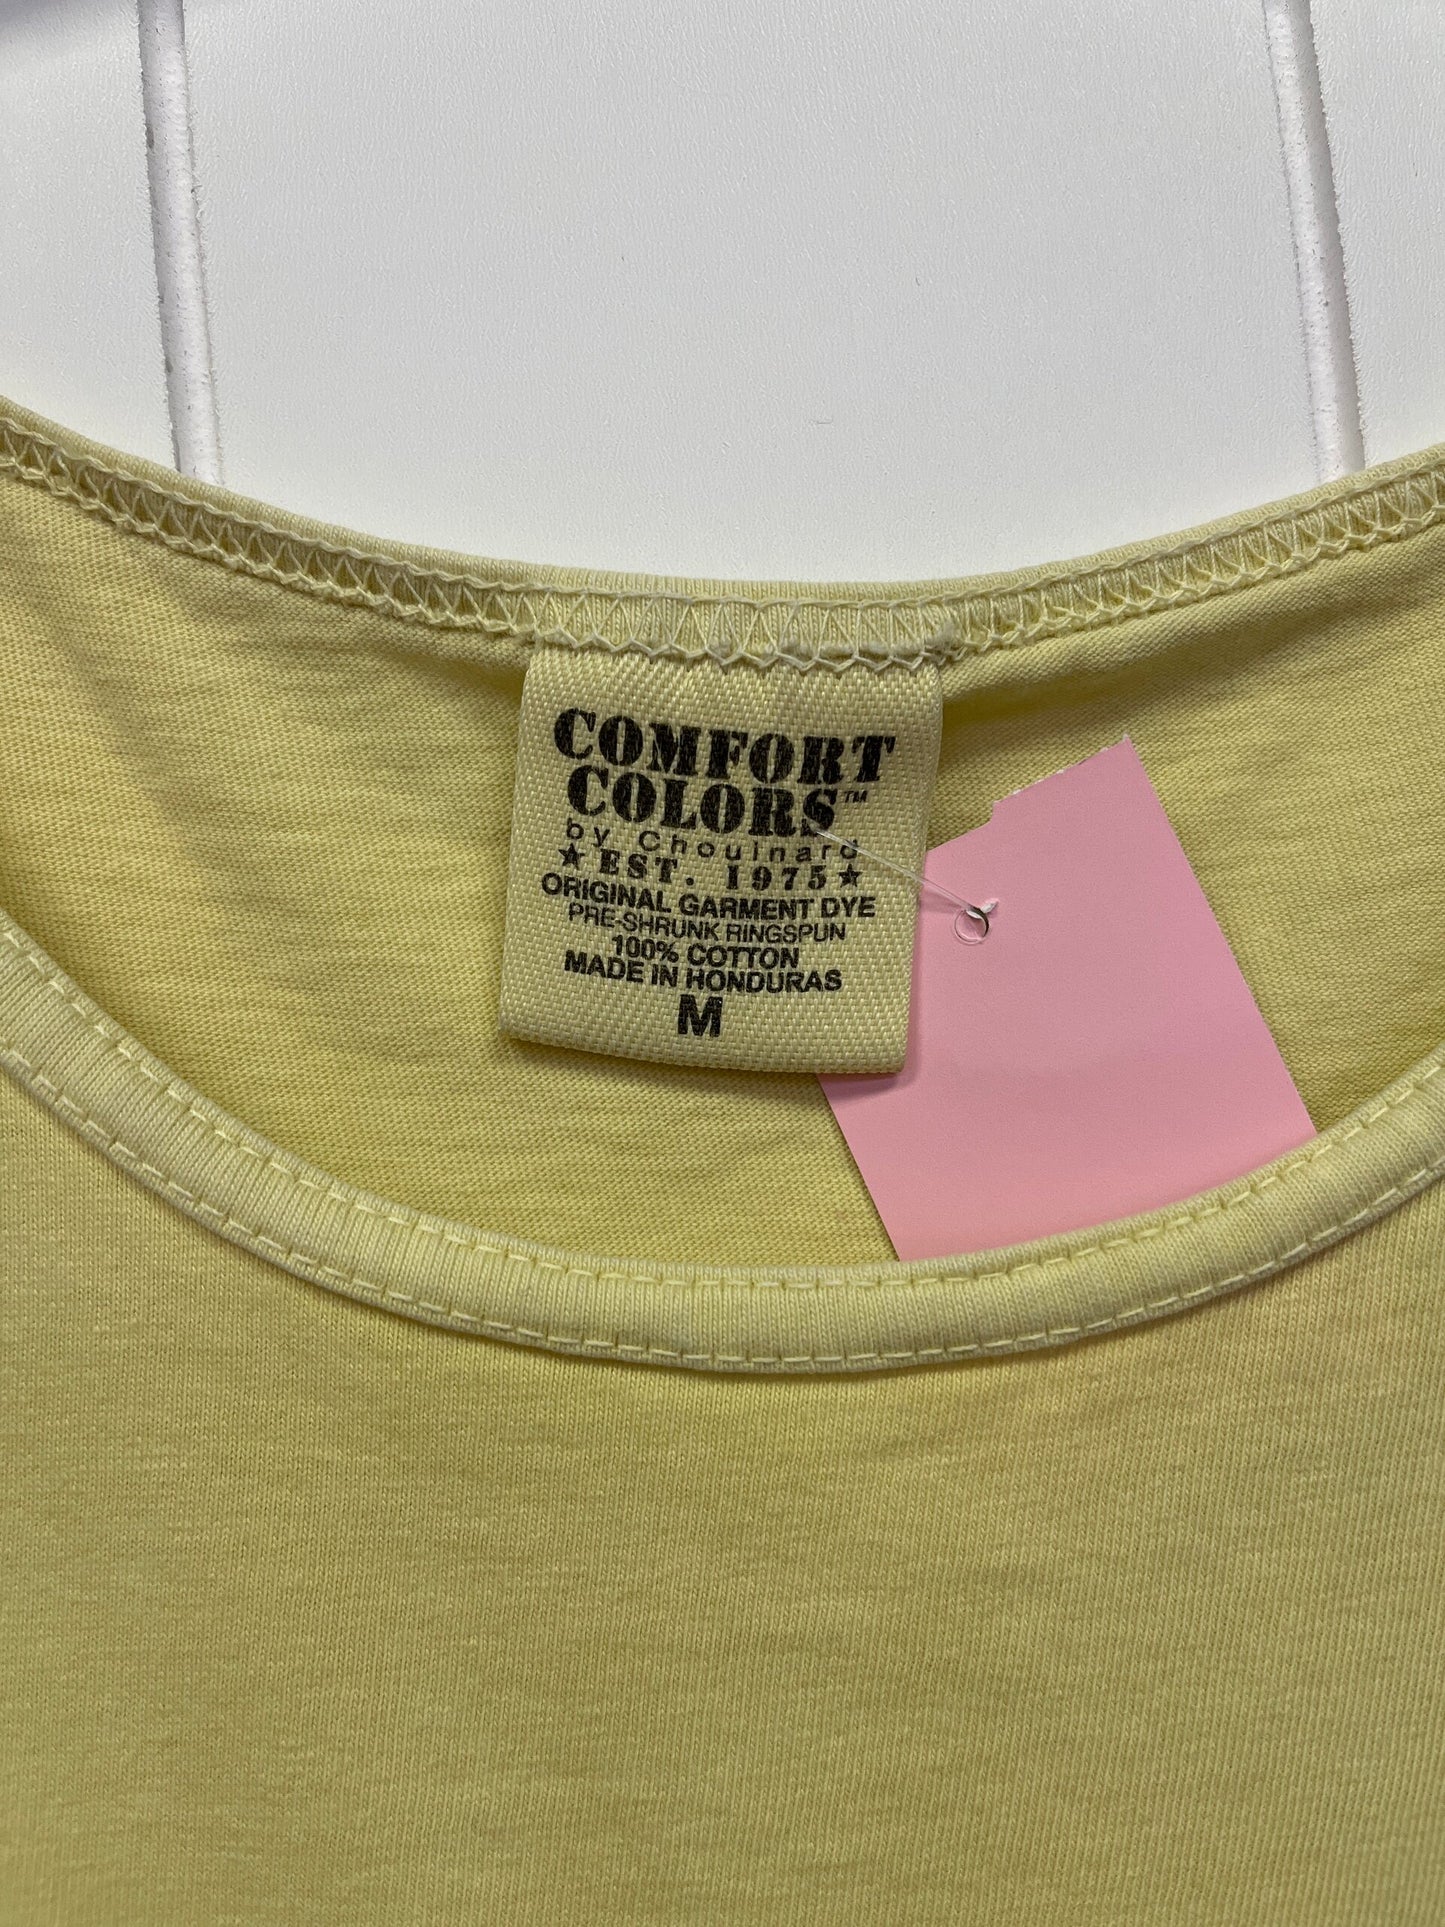 COMFORT
COLORS™
by Chouinard
★ EST. 1975 ★
ORIGINAL GARMENT DYE
PRE-SHRUNK RINGSPUN
100% COTTON
MADE IN HONDURAS
M